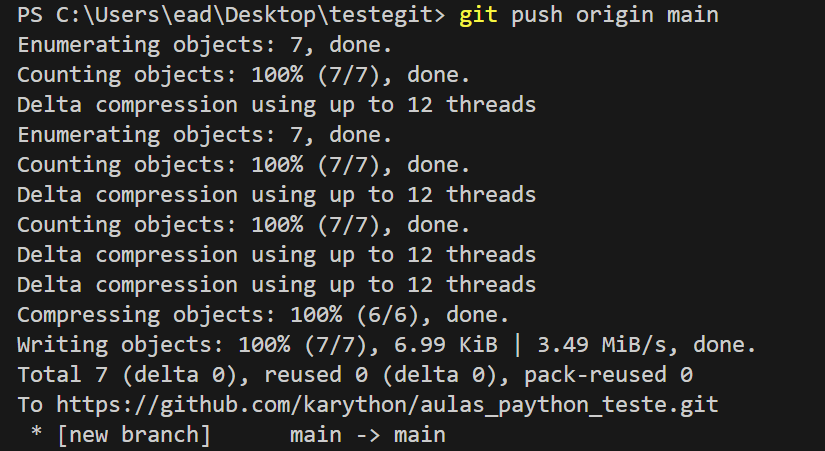 PS C:\Users\ead\Desktop\testegit> git push origin main
Enumerating objects: 7, done.
Counting objects: 100% (7/7), done.
Delta compression using up to 12 threads
Enumerating objects: 7, done.
Counting objects: 100% (7/7), done.
Delta compression using up to 12 threads
Counting objects: 100% (7/7), done.
Delta compression using up to 12 threads
Delta compression using up to 12 threads
Compressing objects: 100% (6/6), done.
Writing objects: 100% (7/7), 6.99 KiB | 3.49 MiB/s, done.
Total 7 (delta 0), reused 0 (delta 0), pack-reused 0
To https://github.com/karython/aulas_paython_teste.git
 * [new branch]      main -> main